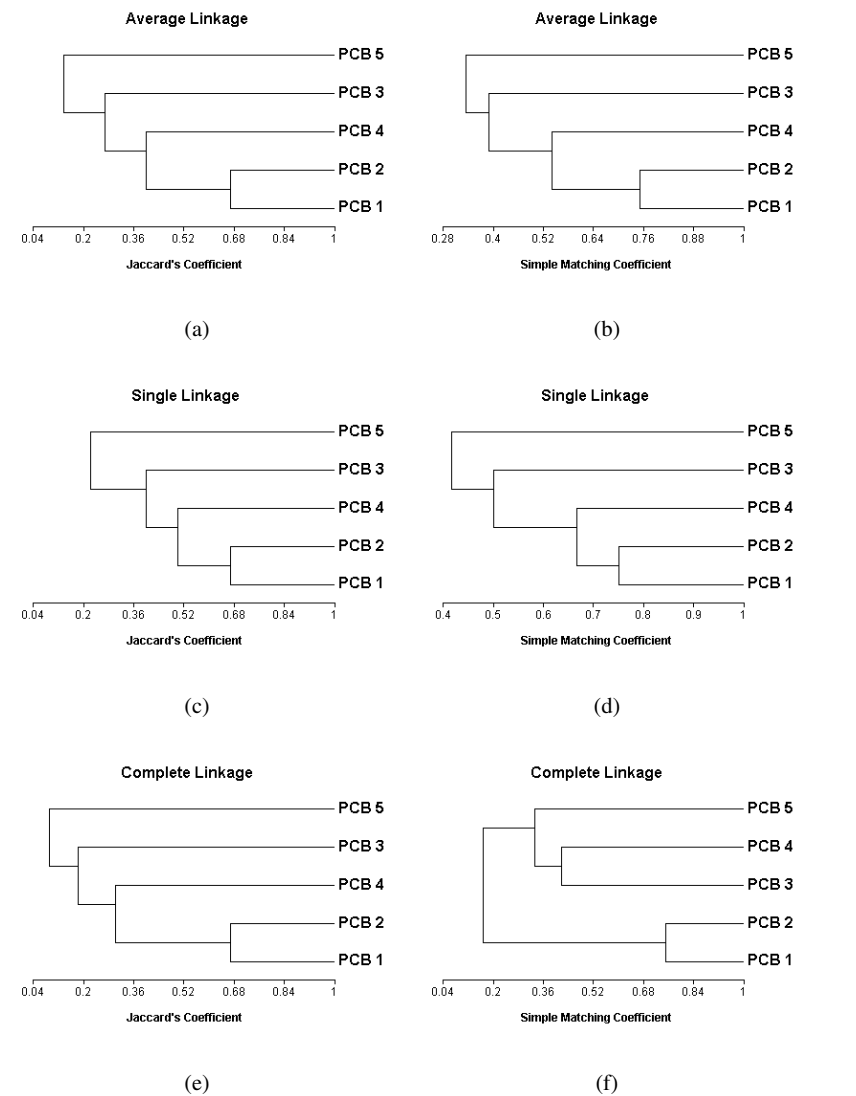 Average Linkage
PCB 5
PCB 3
PCB 4
PCB 2
PCB 1
0.04 0.2 0.36 0.52 0.68 0.84 1
Jaccard's Coefficient
(a)
Average Linkage
PCB 5
PCB 3
PCB 4
PCB 2
PCB 1
0.28 0.4 0.52 0.64 0.76 0.88 1
Simple Matching Coefficient
(b)
Single Linkage
PCB 5
PCB 3
PCB 4
PCB 2
PCB 1
0.04 0.2 0.36 0.52 0.68 0.84 1
Jaccard's Coefficient
(c)
Single Linkage
PCB 5
PCB 3
PCB 4
PCB 2
PCB 1
0.4 0.5 0.6 0.7 0.8 0.9 1
Simple Matching Coefficient
(d)
Complete Linkage
PCB 5
PCB 3
PCB 4
PCB 2
PCB 1
0.04 0.2 0.36 0.52 0.68 0.84 1
Jaccard's Coefficient
(e)
Complete Linkage
PCB 5
PCB 4
PCB 3
PCB 2
PCB 1
0.04 0.2 0.36 0.52 0.68 0.84 1
Simple Matching Coefficient
(f)